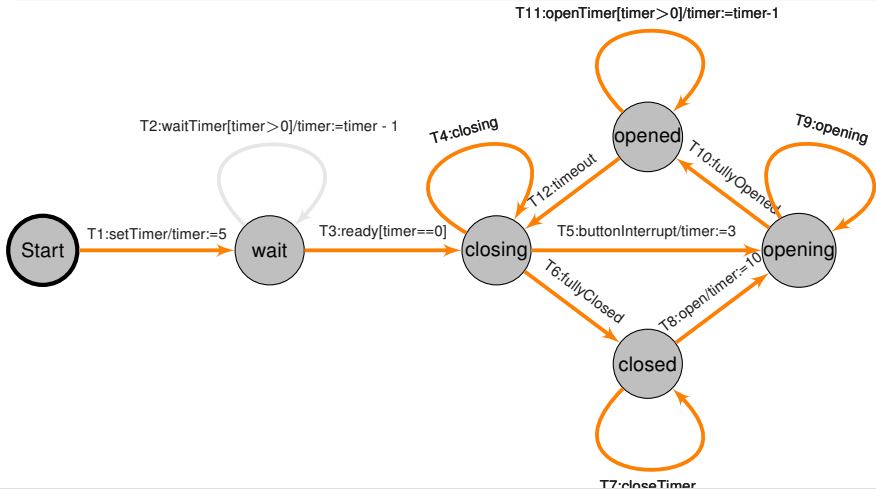 T11:openTimer[timer>0]/timer:=timer-1
T2:waitTimer[timer>0]/timer:=timer - 1
T4:closing
opened
T9:opening
T12:timeout
T10:fullyOpened
Start
T1:setTimer/timer:=5
wait
T3:ready[timer==0]
closing
T5:buttonInterrupt/timer:=3
opening
T6:fullyClosed
T8:open/timer:=10
closed
T7:closeTimer